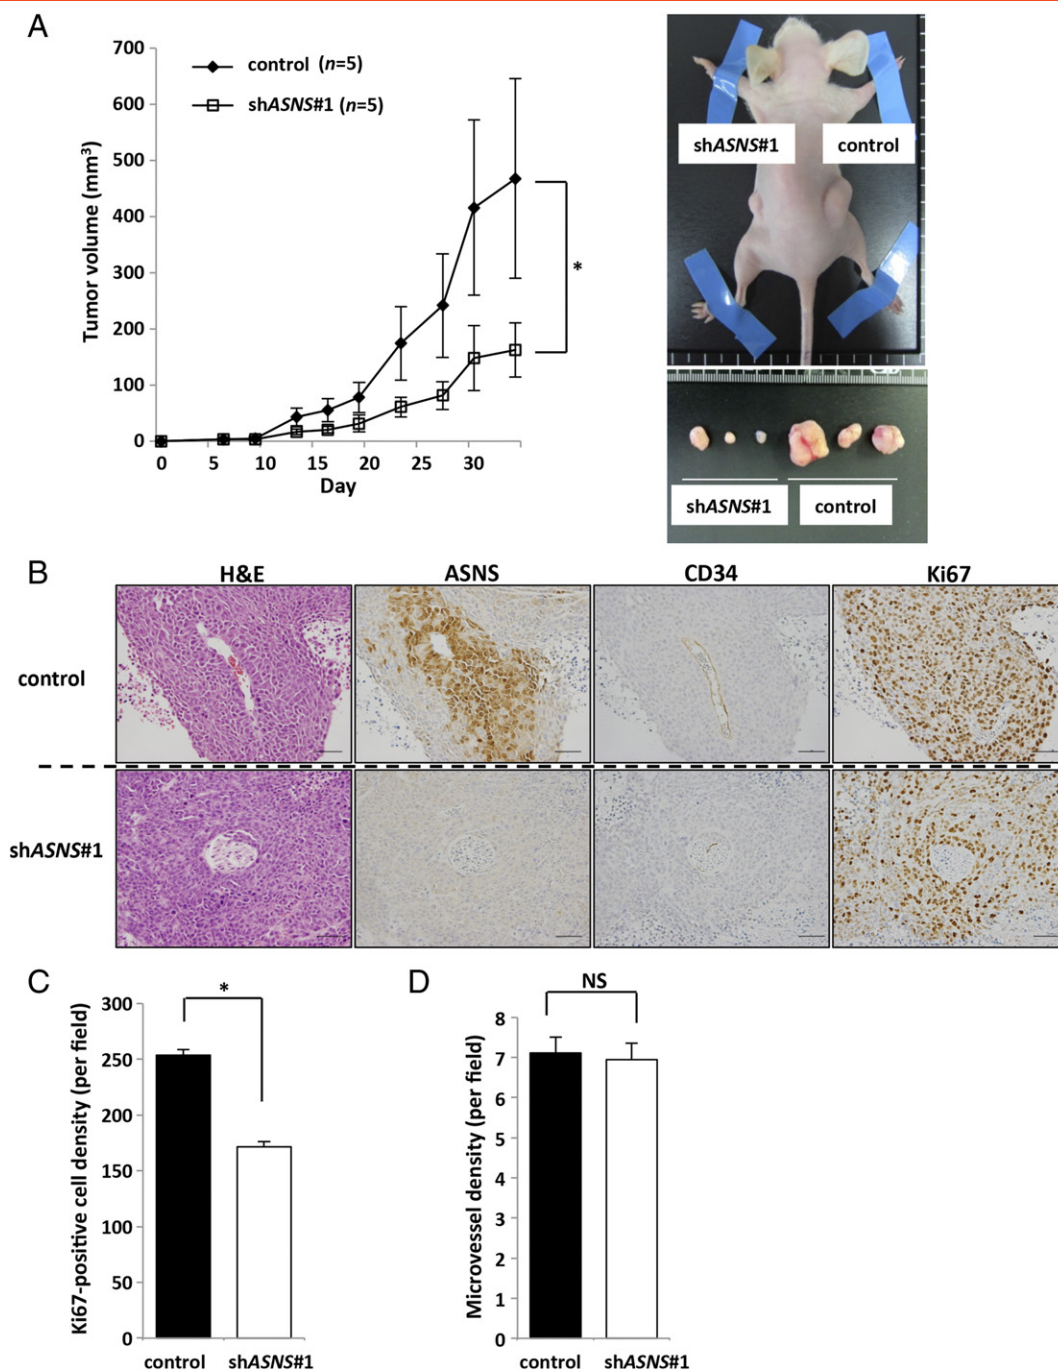 A
700
600
500
400
300
200
100
0
Tumor volume (mm³)
control (n=5)
shASNS#1 (n=5)
*
0 5 10 15 20 25 30
Day
shASNS#1 control
shASNS#1 control
B
H&E ASNS CD34 Ki67
control
shASNS#1
C
300
250
200
150
100
50
0
Ki67-positive cell density (per field)
*
control shASNS#1
D
8
7
6
5
4
3
2
1
0
Microvessel density (per field)
NS
control shASNS#1